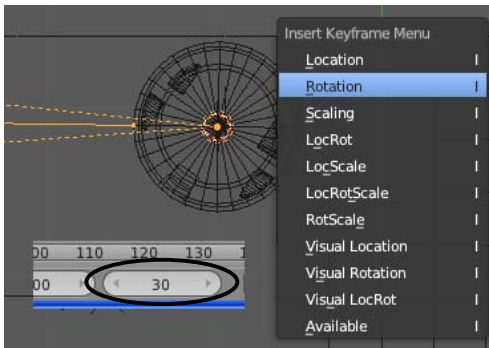 Insert Keyframe Menu
Location I
Rotation I
Scaling I
LocRot I
LocScale I
LocRotScale I
RotScale I
Visual Location I
Visual Rotation I
Visual LocRot I
Available I
00 110 120 130 1
00 30